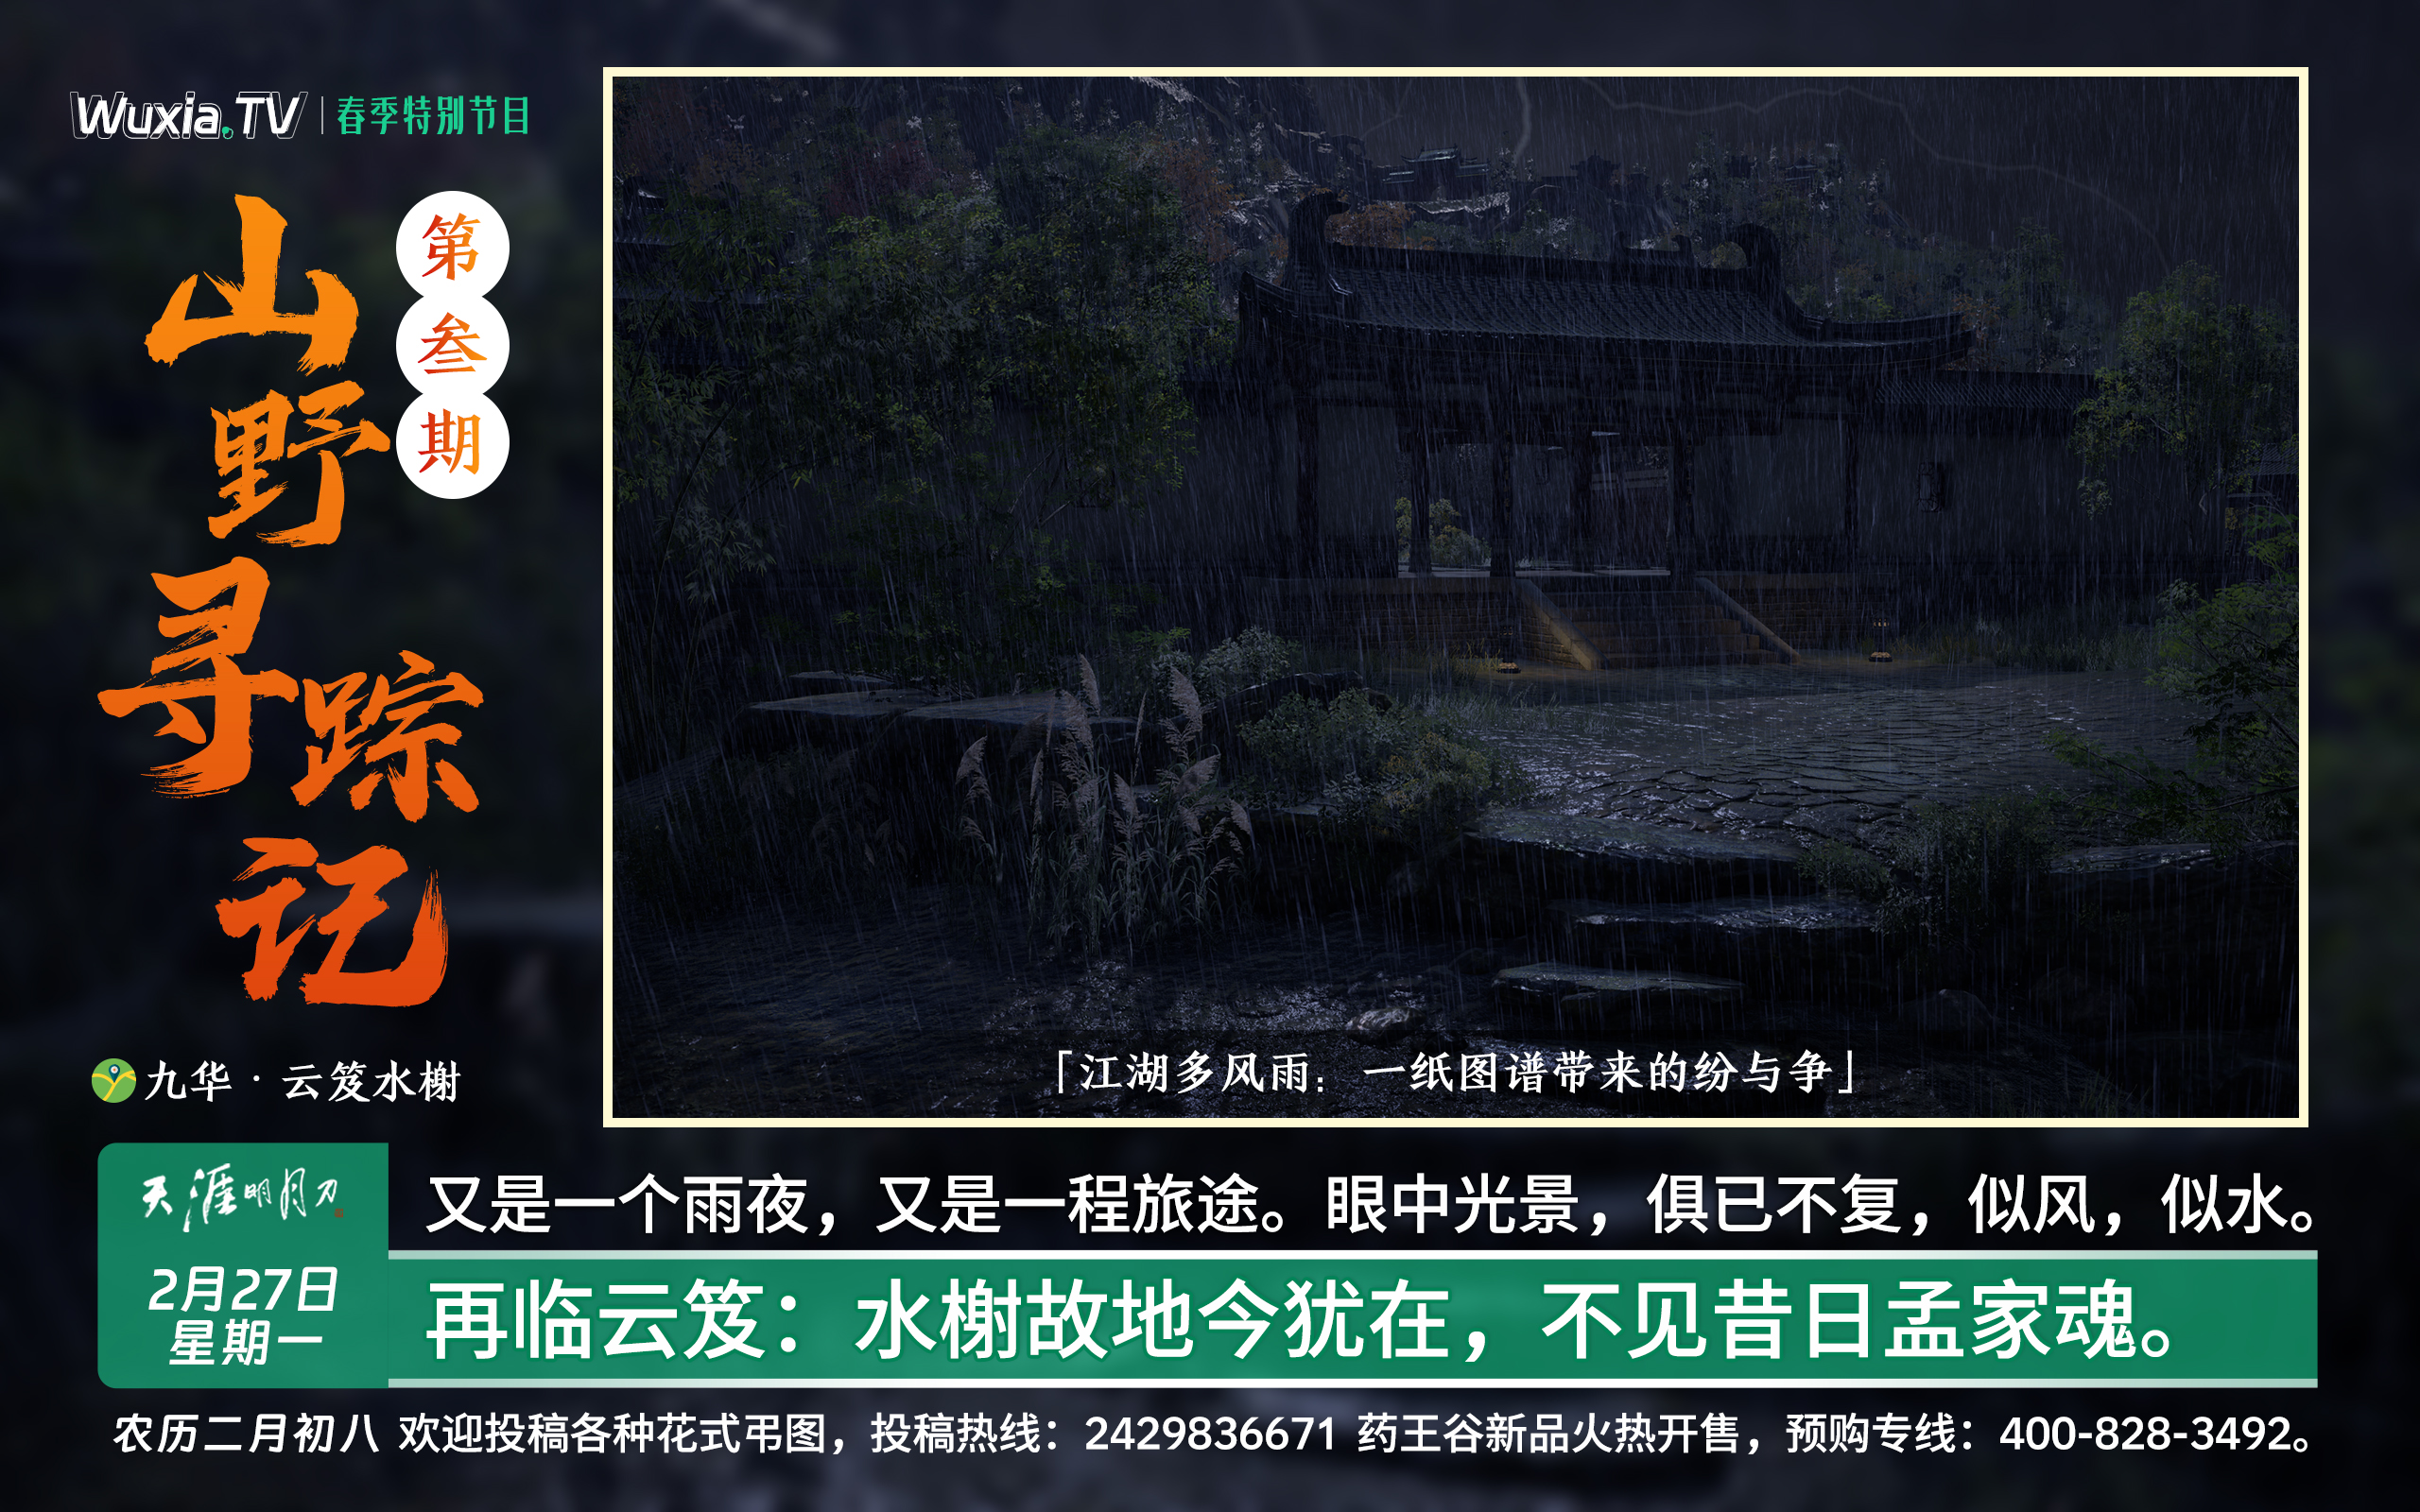 Wuxia.TV | 春季特别节目
山野寻踪记
第叁期
九华·云笈水榭
「江湖多风雨：一纸图谱带来的纷与争」
天涯明月刀
2月27日
星期一
又是一个雨夜，又是一程旅途。眼中光景，俱已不复，似风，似水。
再临云笈：水榭故地今犹在，不见昔日孟家魂。
农历二月初八 欢迎投稿各种花式弔图，投稿热线：2429836671 药王谷新品火热开售，预购专线：400-828-3492。